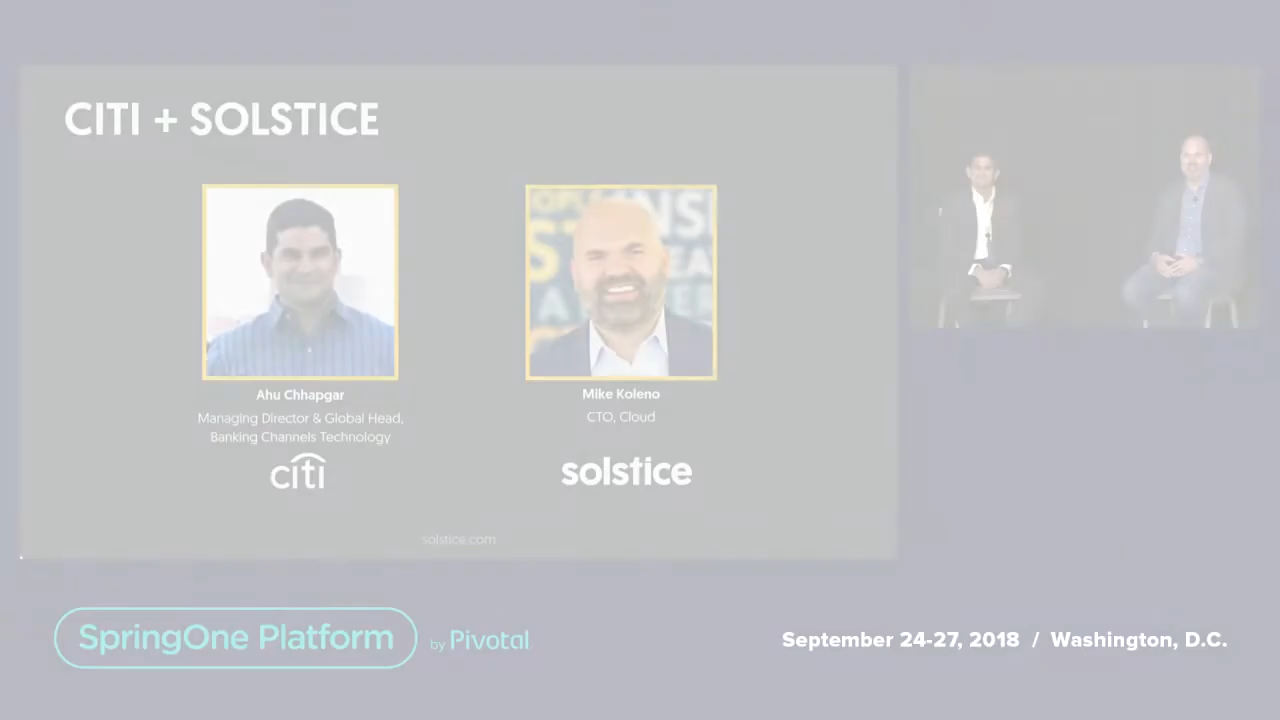 CITI + SOLSTICE
Ahu Chhapgar
Managing Director & Global Head,
Banking Channels Technology
citi
Mike Koleno
CTO, Cloud
solstice
solstice.com
SpringOne Platform
by Pivotal
September 24-27, 2018 / Washington, D.C.